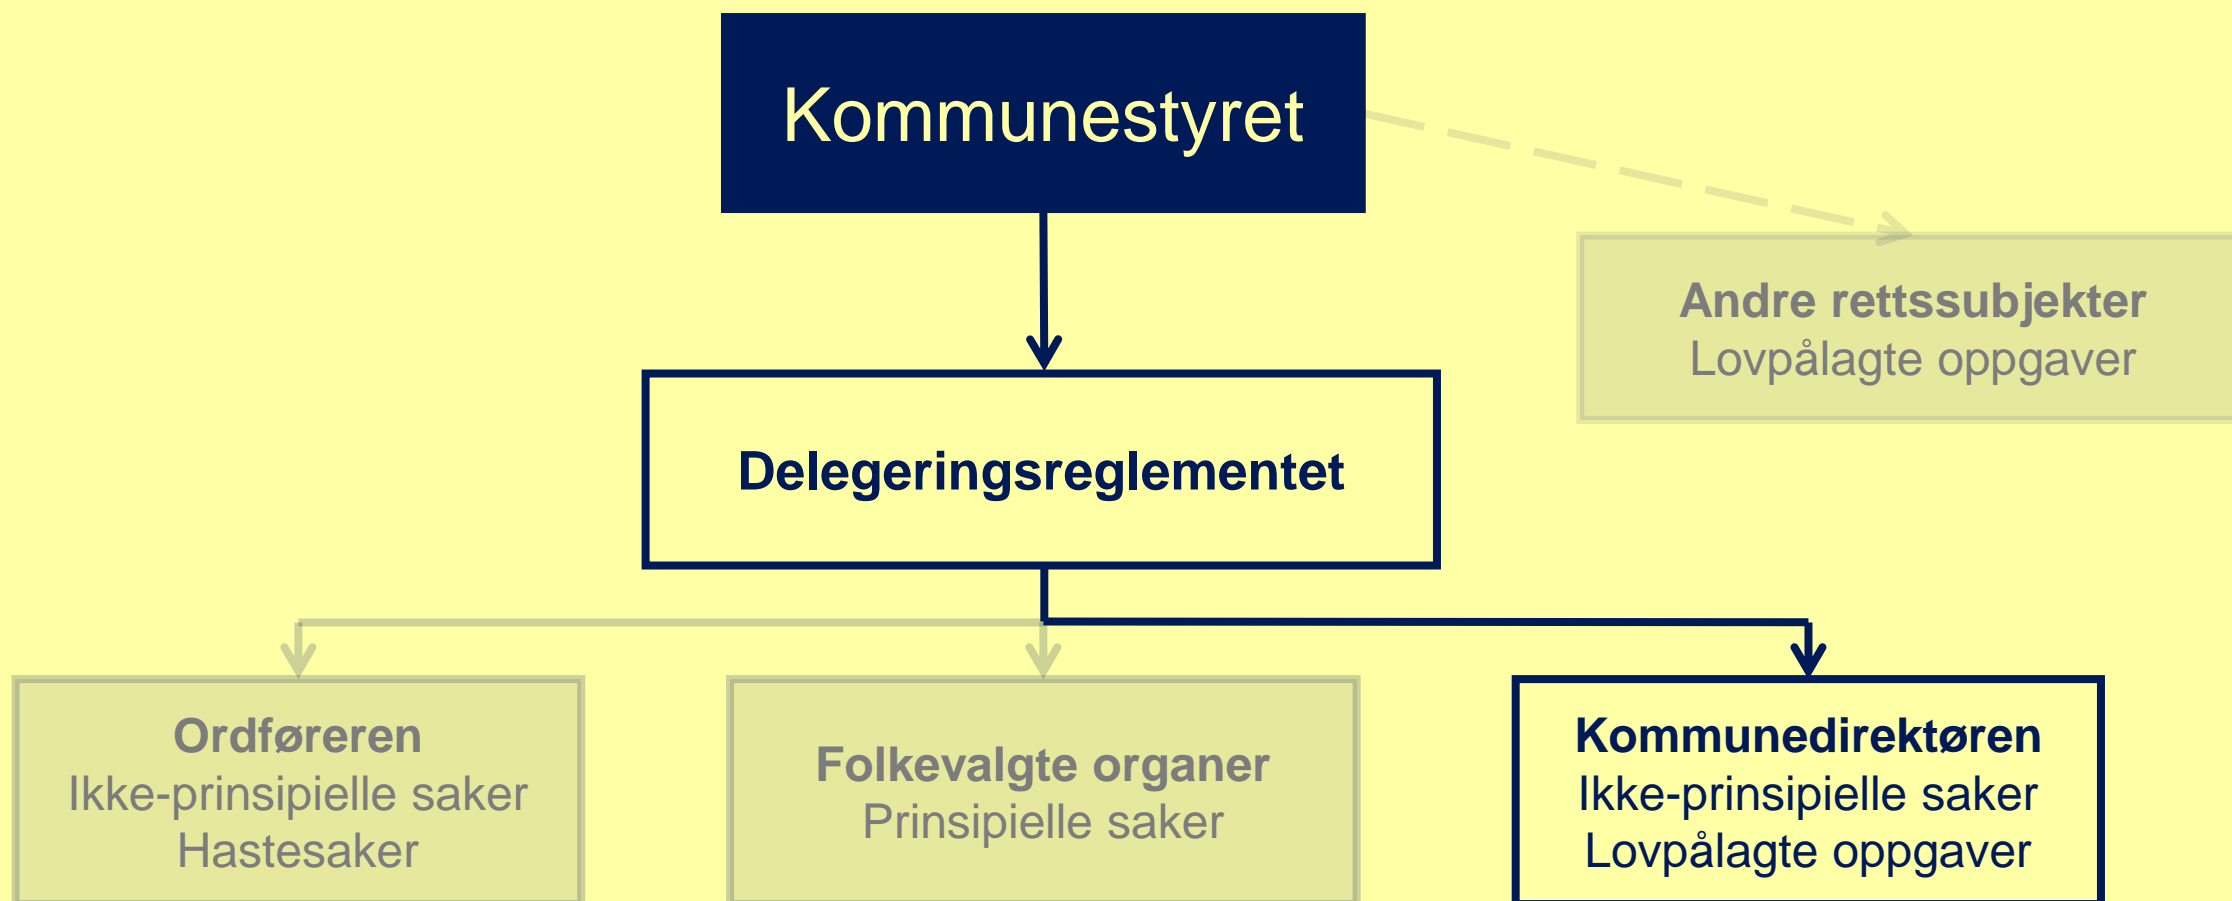 Kommunestyret
Andre rettssubjekter
Lovpålagte oppgaver
Delegeringsreglementet
Ordføreren
Ikke-prinsipielle saker
Hastesaker
Folkevalgte organer
Prinsipielle saker
Kommunedirektøren
Ikke-prinsipielle saker
Lovpålagte oppgaver